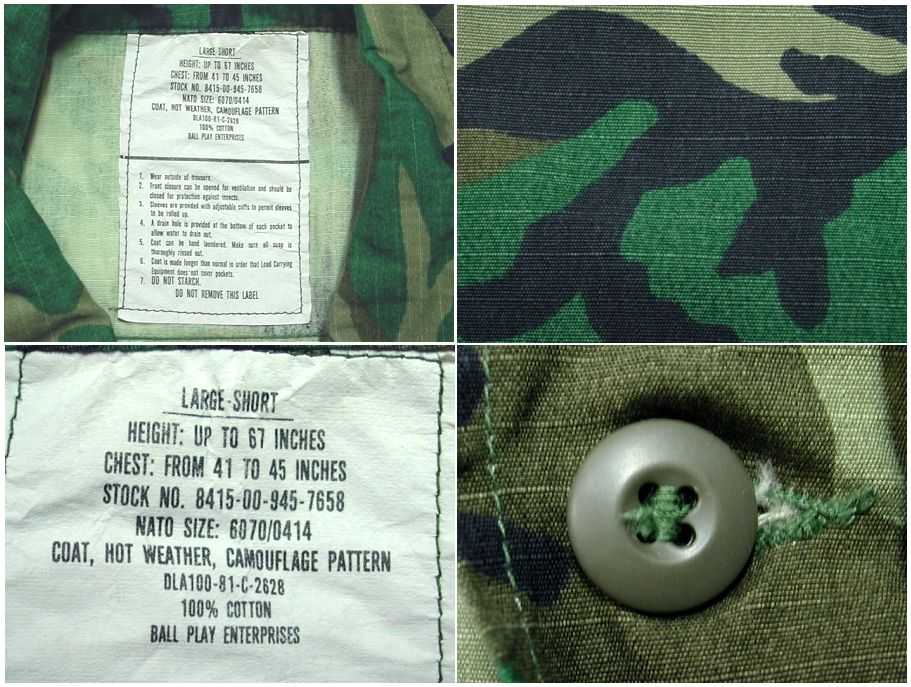 LARGE-SHORT
HEIGHT: UP TO 67 INCHES
CHEST: FROM 41 TO 45 INCHES
STOCK NO. 8415-00-945-7658
NATO SIZE: 6070/0414
COAT, HOT WEATHER, CAMOUFLAGE PATTERN
DLA100-81-C-2628
100% COTTON
BALL PLAY ENTERPRISES
1. Wear outside of trousers.
2. Front closure can be opened for ventilation and should be
closed for protection against insects.
3. Sleeves are provided with adjustable cuffs to permit sleeves
to be rolled up.
4. A drain hole is provided at the bottom of each pocket to
allow water to drain out.
5. Coat can be hand laundered. Make sure all soap is
thoroughly rinsed out.
6. Coat is made longer than normal in order that Load Carrying
Equipment does not cover pockets.
7. DO NOT STARCH.
DO NOT REMOVE THIS LABEL
LARGE-SHORT
HEIGHT: UP TO 67 INCHES
CHEST: FROM 41 TO 45 INCHES
STOCK NO. 8415-00-945-7658
NATO SIZE: 6070/0414
COAT, HOT WEATHER, CAMOUFLAGE PATTERN
DLA100-81-C-2628
100% COTTON
BALL PLAY ENTERPRISES